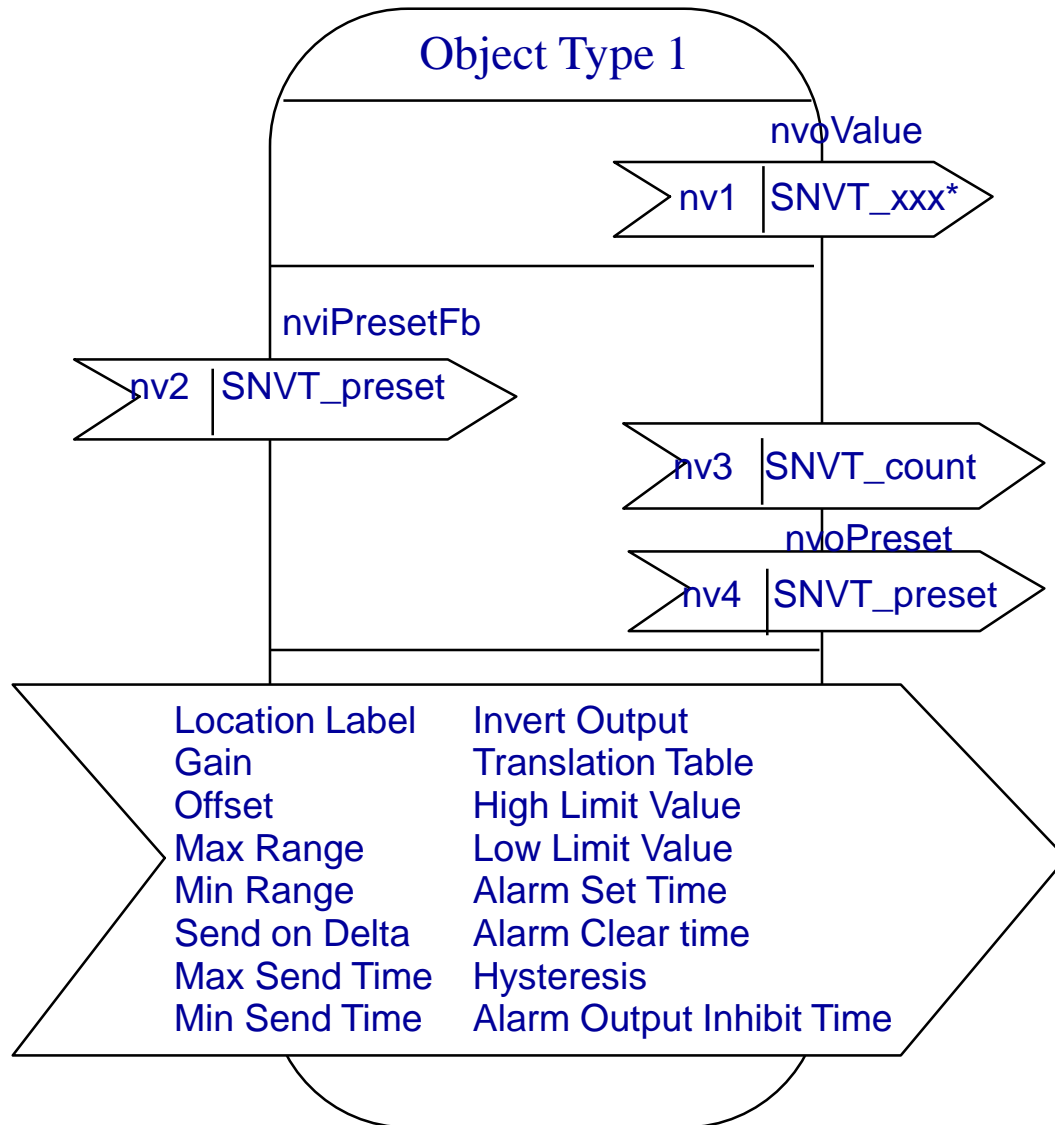 Object Type 1
nvoValue
nv1 SNVT_xxx*
nviPresetFb
nv2 SNVT_preset
nv3 SNVT_count
nvoPreset
nv4 SNVT_preset
Location Label Invert Output
Gain Translation Table
Offset High Limit Value
Max Range Low Limit Value
Min Range Alarm Set Time
Send on Delta Alarm Clear time
Max Send Time Hysteresis
Min Send Time Alarm Output Inhibit Time